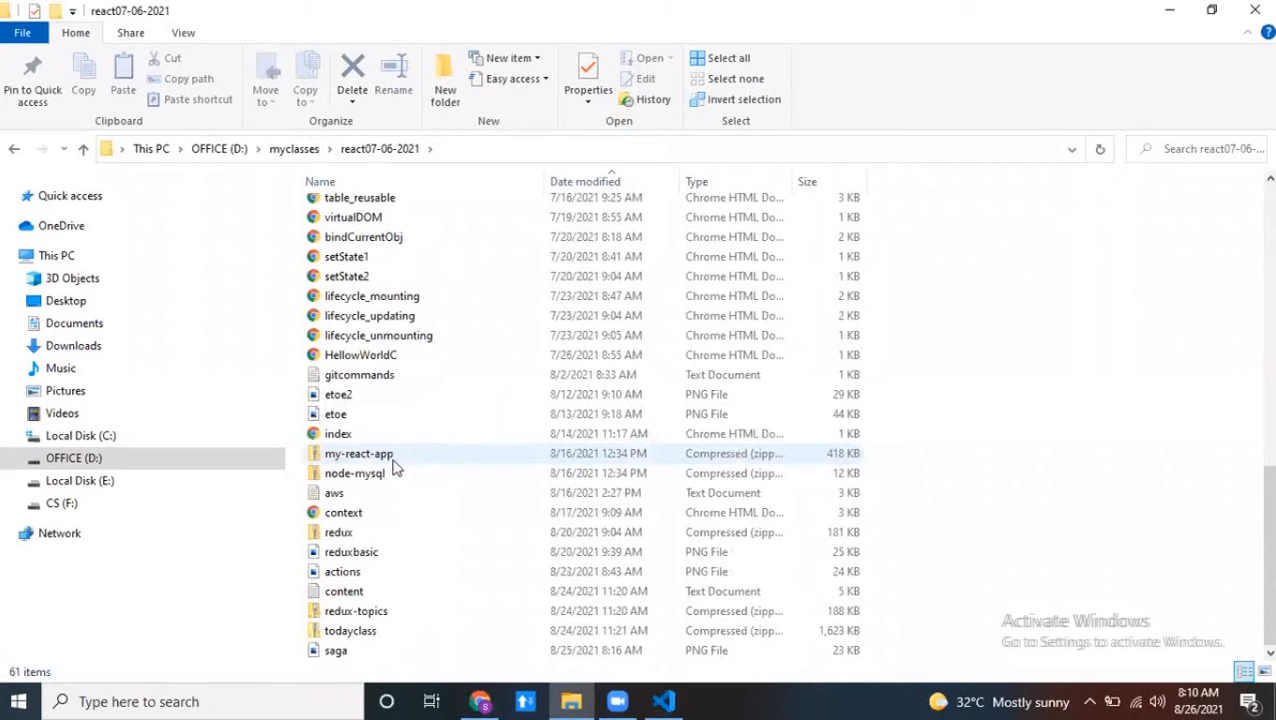 react07-06-2021
File Home Share View
Pin to Quick access
Copy
Paste
Cut
Copy path
Paste shortcut
Clipboard
Move to
Copy to
Delete
Rename
Organize
New folder
New item
Easy access
New
Properties
Open
Edit
History
Open
Select all
Select none
Invert selection
Select
This PC > OFFICE (D:) > myclasses > react07-06-2021 >
Search react07-06-...
Quick access
OneDrive
This PC
3D Objects
Desktop
Documents
Downloads
Music
Pictures
Videos
Local Disk (C:)
OFFICE (D:)
Local Disk (E:)
CS (F:)
Network
Name Date modified Type Size
table_reusable 7/16/2021 9:25 AM Chrome HTML Do... 3 KB
virtualDOM 7/19/2021 8:55 AM Chrome HTML Do... 1 KB
bindCurrentObj 7/20/2021 8:18 AM Chrome HTML Do... 2 KB
setState1 7/20/2021 8:41 AM Chrome HTML Do... 1 KB
setState2 7/20/2021 9:04 AM Chrome HTML Do... 1 KB
lifecycle_mounting 7/23/2021 8:47 AM Chrome HTML Do... 2 KB
lifecycle_updating 7/23/2021 9:04 AM Chrome HTML Do... 2 KB
lifecycle_unmounting 7/23/2021 9:05 AM Chrome HTML Do... 1 KB
HellowWorldC 7/26/2021 8:55 AM Chrome HTML Do... 1 KB
gitcommands 8/2/2021 8:33 AM Text Document 1 KB
etoe2 8/12/2021 9:10 AM PNG File 29 KB
etoe 8/13/2021 9:18 AM PNG File 44 KB
index 8/14/2021 11:17 AM Chrome HTML Do... 1 KB
my-react-app 8/16/2021 12:34 PM Compressed (zipp... 418 KB
node-mysql 8/16/2021 12:34 PM Compressed (zipp... 12 KB
aws 8/16/2021 2:27 PM Text Document 1 KB
context 8/17/2021 9:09 AM Chrome HTML Do... 3 KB
redux 8/20/2021 9:04 AM Compressed (zipp... 181 KB
reduxbasic 8/20/2021 9:39 AM PNG File 25 KB
actions 8/23/2021 8:43 AM PNG File 24 KB
content 8/24/2021 11:20 AM Text Document 5 KB
redux-topics 8/24/2021 11:20 AM Compressed (zipp... 188 KB
todayclass 8/24/2021 11:21 AM Compressed (zipp... 1,623 KB
saga 8/25/2021 8:16 AM PNG File 23 KB
Activate Windows
Go to Settings to activate Windows.
61 items
Type here to search
32°C Mostly sunny
8:10 AM
8/26/2021
2